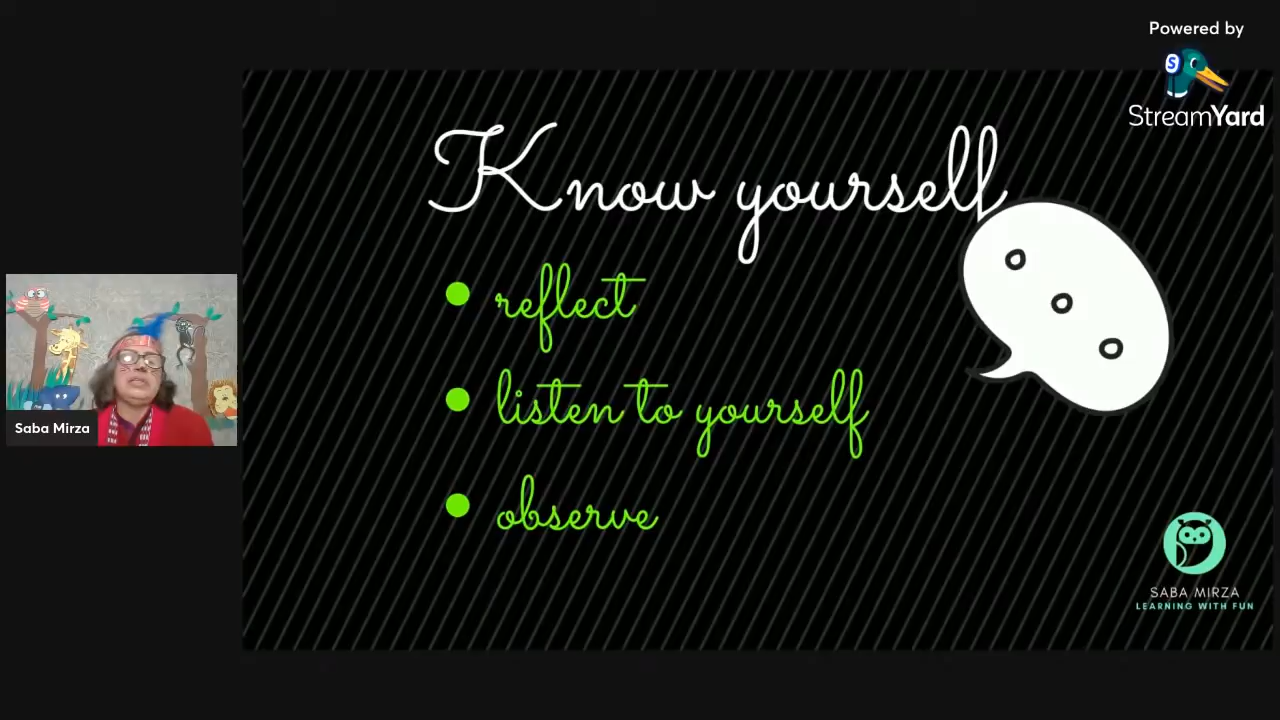 Powered by
StreamYard
Know yourself
reflect
listen to yourself
observe
Saba Mirza
SABA MIRZA
LEARNING WITH FUN